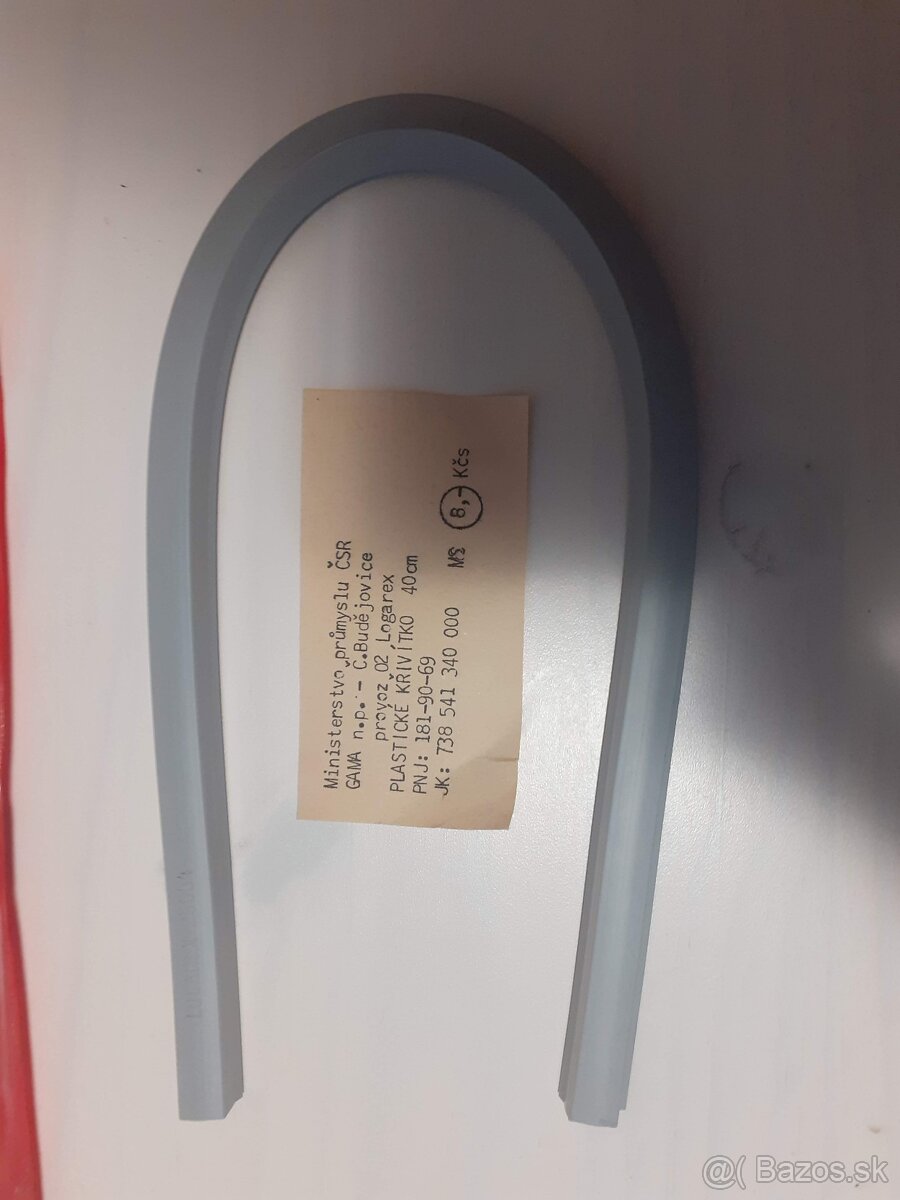 Ministerstvo průmyslu ČSR
GAMA n.p. - C.Budějovice
provoz 02 Logarex
PLASTICKÉ KŘIVÍTKO 40cm
PNJ: 181-90-69
JK: 738 541 340 000 8,- Kčs
@( Bazos.sk